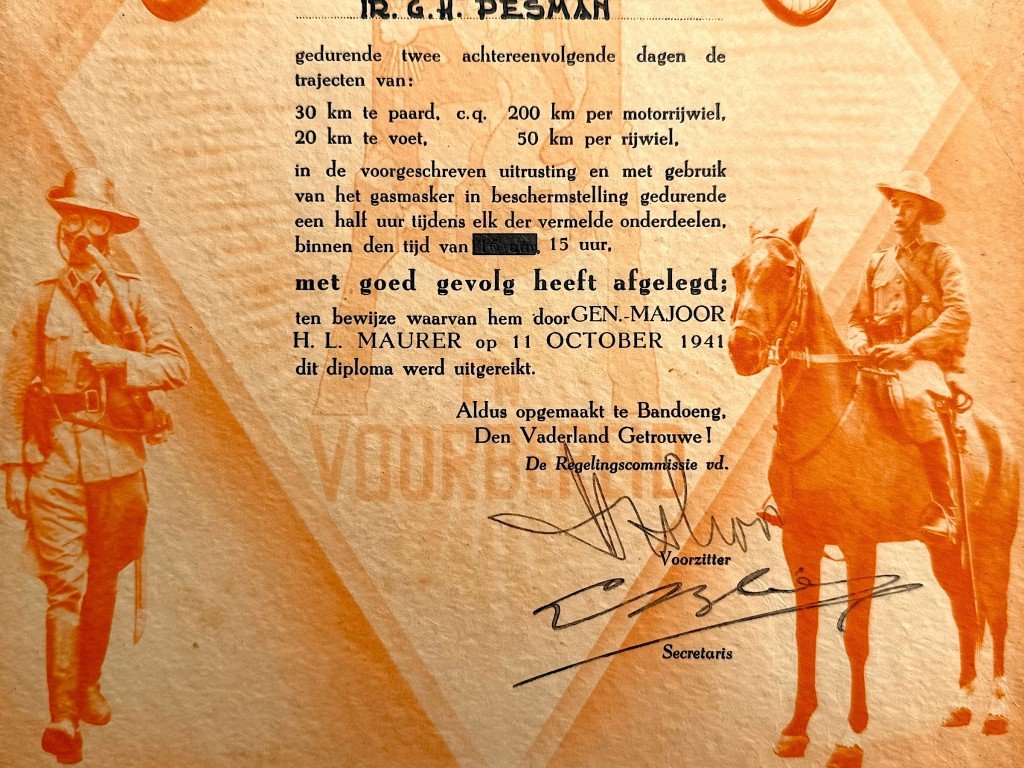 IR. G. H. PESMAN
gedurende twee achtereenvolgende dagen de
trajecten van:
30 km te paard, c.q. 200 km per motorrijwiel,
20 km te voet, 50 km per rijwiel,
in de voorgeschreven uitrusting en met gebruik
van het gasmasker in beschermstelling gedurende
een half uur tijdens elk der vermelde onderdeelen,
binnen den tijd van 15 uur,
met goed gevolg heeft afgelegd;
ten bewijze waarvan hem door GEN.-MAJOOR
H. L. MAURER op 11 OCTOBER 1941
dit diploma werd uitgereikt.
Aldus opgemaakt te Bandoeng,
Den Vaderland Getrouwe!
De Regelingscommissie vd.
VOORBEREID
Voorzitter
Secretaris